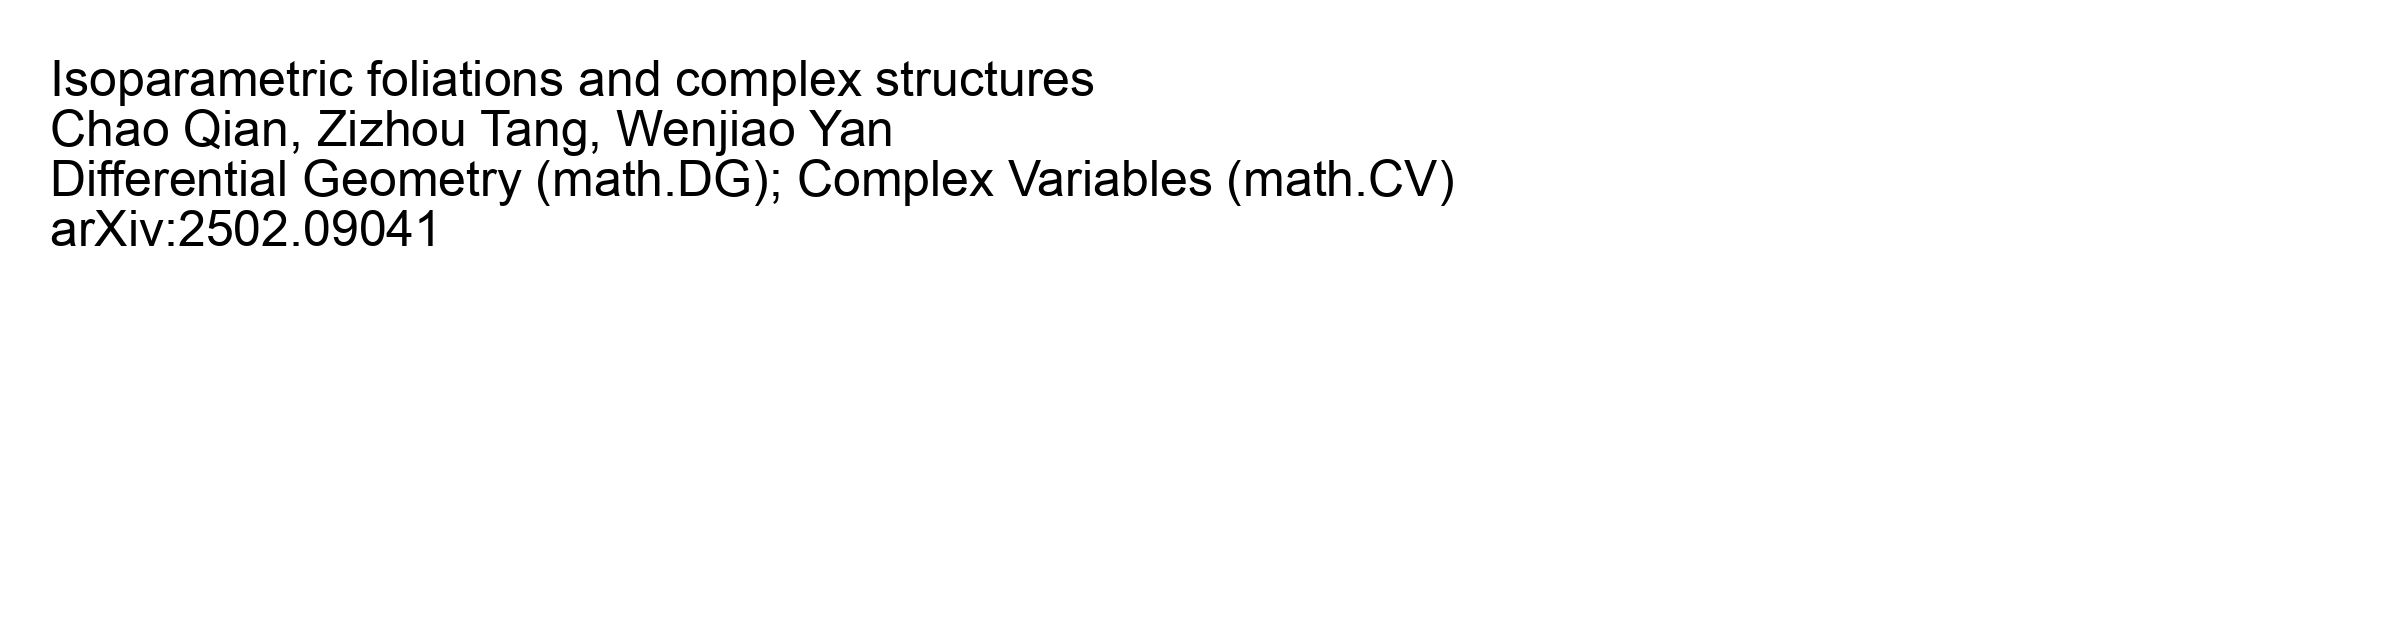 Isoparametric foliations and complex structures
Chao Qian, Zizhou Tang, Wenjiao Yan
Differential Geometry (math.DG); Complex Variables (math.CV)
arXiv:2502.09041